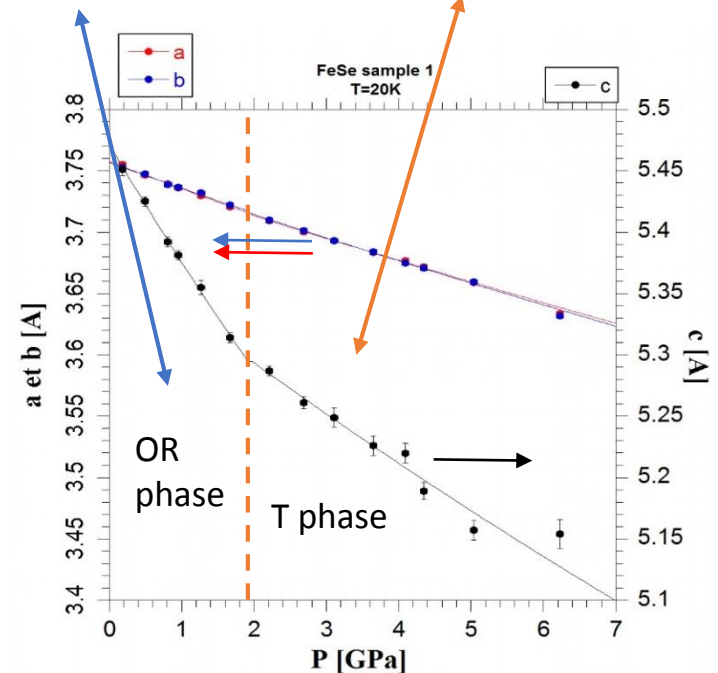 a
b
FeSe sample 1
T=20K
c
3.8
3.75
3.7
3.65
3.6
3.55
3.5
3.45
3.4
a et b [A]
5.5
5.45
5.4
5.35
5.3
5.25
5.2
5.15
5.1
c [A]
OR
phase
T phase
0 1 2 3 4 5 6 7
P [GPa]